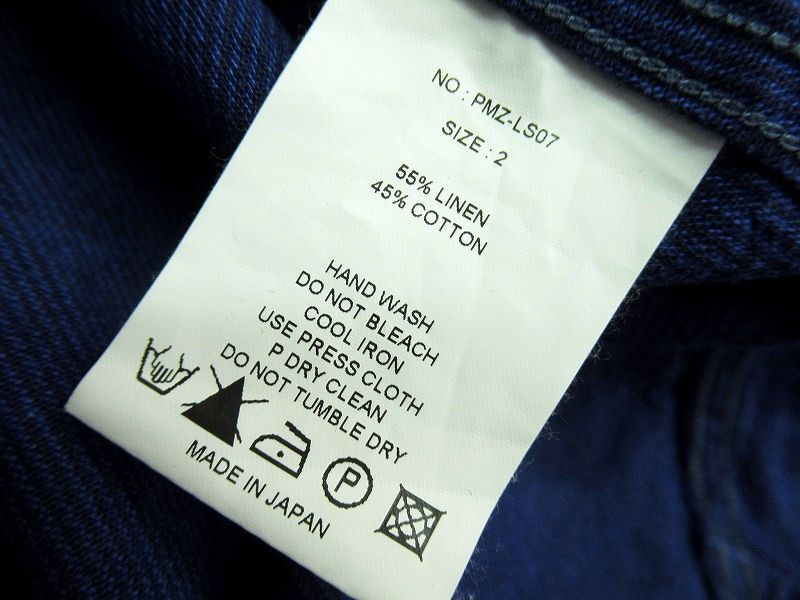 NO : PMZ-LS07
SIZE : 2
55% LINEN
45% COTTON
HAND WASH
DO NOT BLEACH
COOL IRON
USE PRESS CLOTH
P DRY CLEAN
DO NOT TUMBLE DRY
P
MADE IN JAPAN